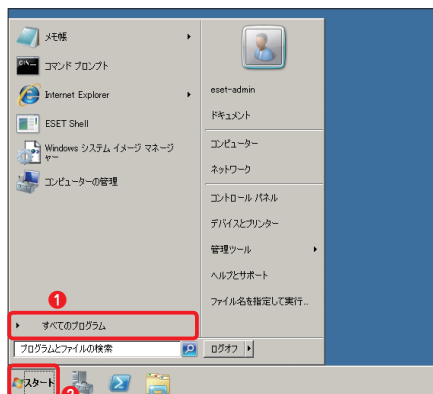 メモ帳
コマンド プロンプト
Internet Explorer
ESET Shell
Windows システム イメージ マネージ
ャー
コンピューターの管理
1
すべてのプログラム
プログラムとファイルの検索
eset-admin
ドキュメント
コンピューター
ネットワーク
コントロール パネル
デバイスとプリンター
管理ツール
ヘルプとサポート
ファイル名を指定して実行...
ログオフ
スタート
2